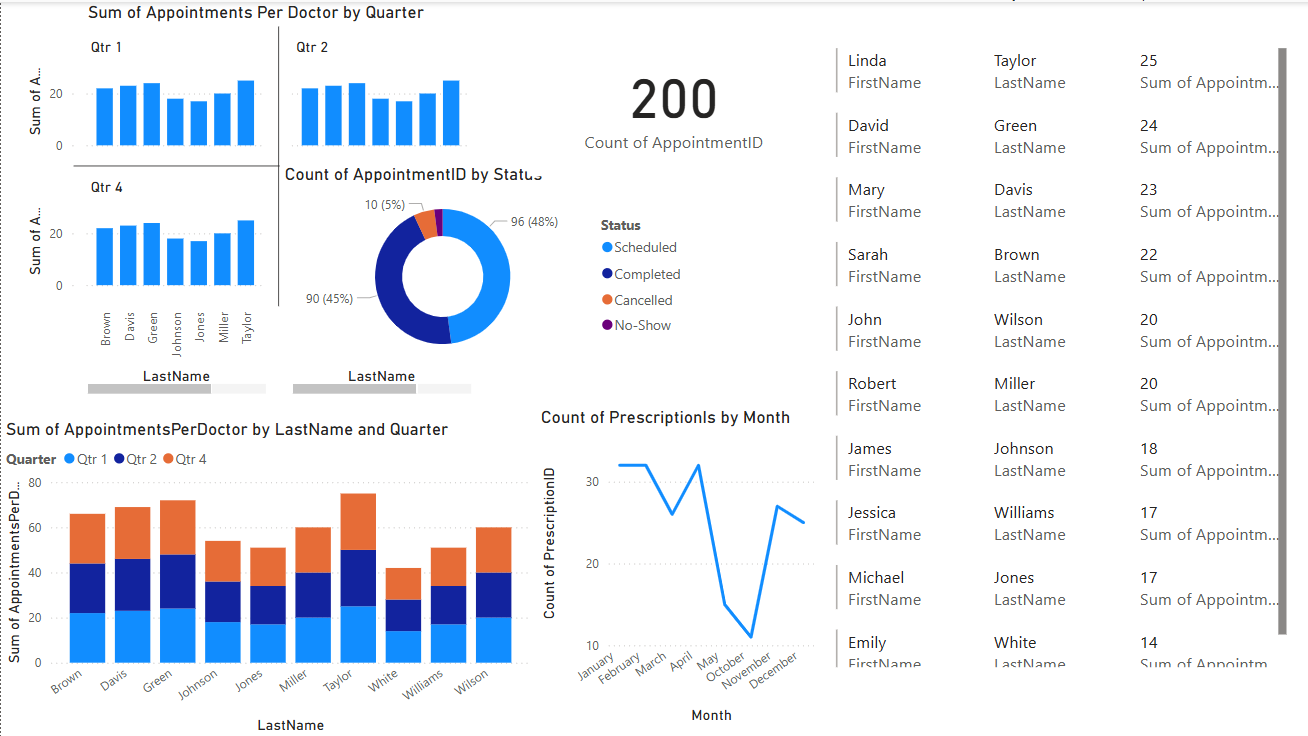 Sum of Appointments Per Doctor by Quarter
Qtr 1
Qtr 2
Sum of A...
20
0
Qtr 4
Sum of A...
20
0
Brown
Davis
Green
Johnson
Jones
Miller
Taylor
LastName
LastName
200
Count of AppointmentID
Count of AppointmentID by Status
10 (5%)
96 (48%)
90 (45%)
Status
Scheduled
Completed
Cancelled
No-Show
Linda Taylor 25
FirstName LastName Sum of Appointm...
David Green 24
FirstName LastName Sum of Appointm...
Mary Davis 23
FirstName LastName Sum of Appointm...
Sarah Brown 22
FirstName LastName Sum of Appointm...
John Wilson 20
FirstName LastName Sum of Appointm...
Robert Miller 20
FirstName LastName Sum of Appointm...
James Johnson 18
FirstName LastName Sum of Appointm...
Jessica Williams 17
FirstName LastName Sum of Appointm...
Michael Jones 17
FirstName LastName Sum of Appointm...
Emily White 14
FirstName LastName Sum of Appointm...
Sum of AppointmentsPerDoctor by LastName and Quarter
Quarter Qtr 1 Qtr 2 Qtr 4
Sum of AppointmentsPerD...
80
60
40
20
0
Brown
Davis
Green
Johnson
Jones
Miller
Taylor
White
Williams
Wilson
LastName
Count of PrescriptionIs by Month
Count of PrescriptionID
30
20
10
January
February
March
April
May
October
November
December
Month